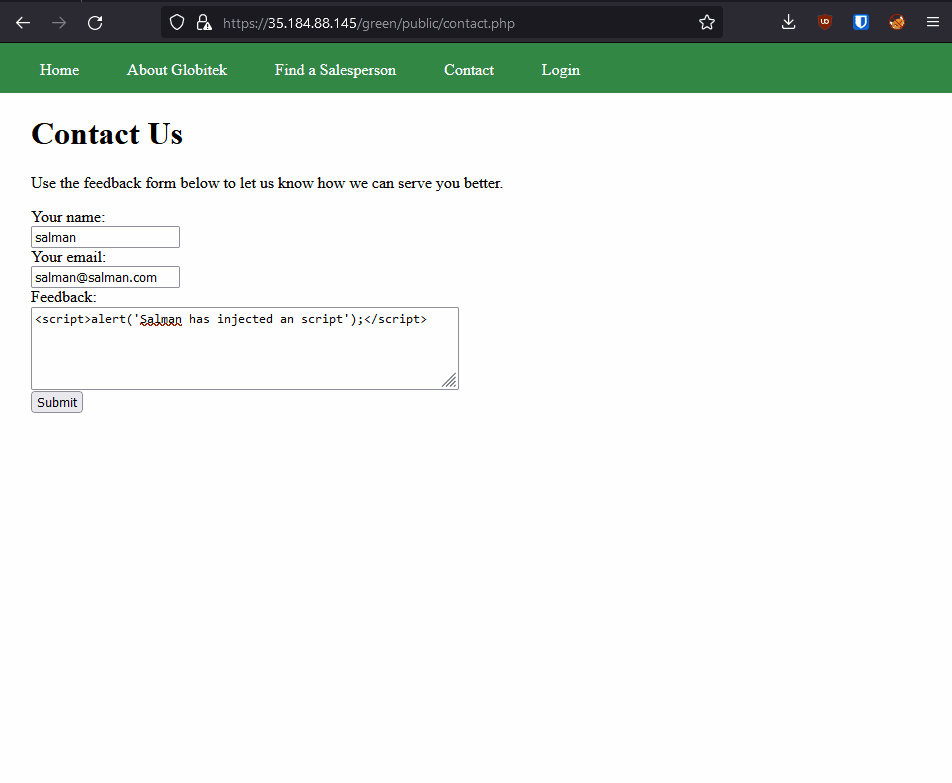 https://35.184.88.145/green/public/contact.php
Home About Globitek Find a Salesperson Contact Login
Contact Us
Use the feedback form below to let us know how we can serve you better.
Your name:
salman
Your email:
salman@salman.com
Feedback:
<script>alert('Salman has injected an script');</script>
Submit